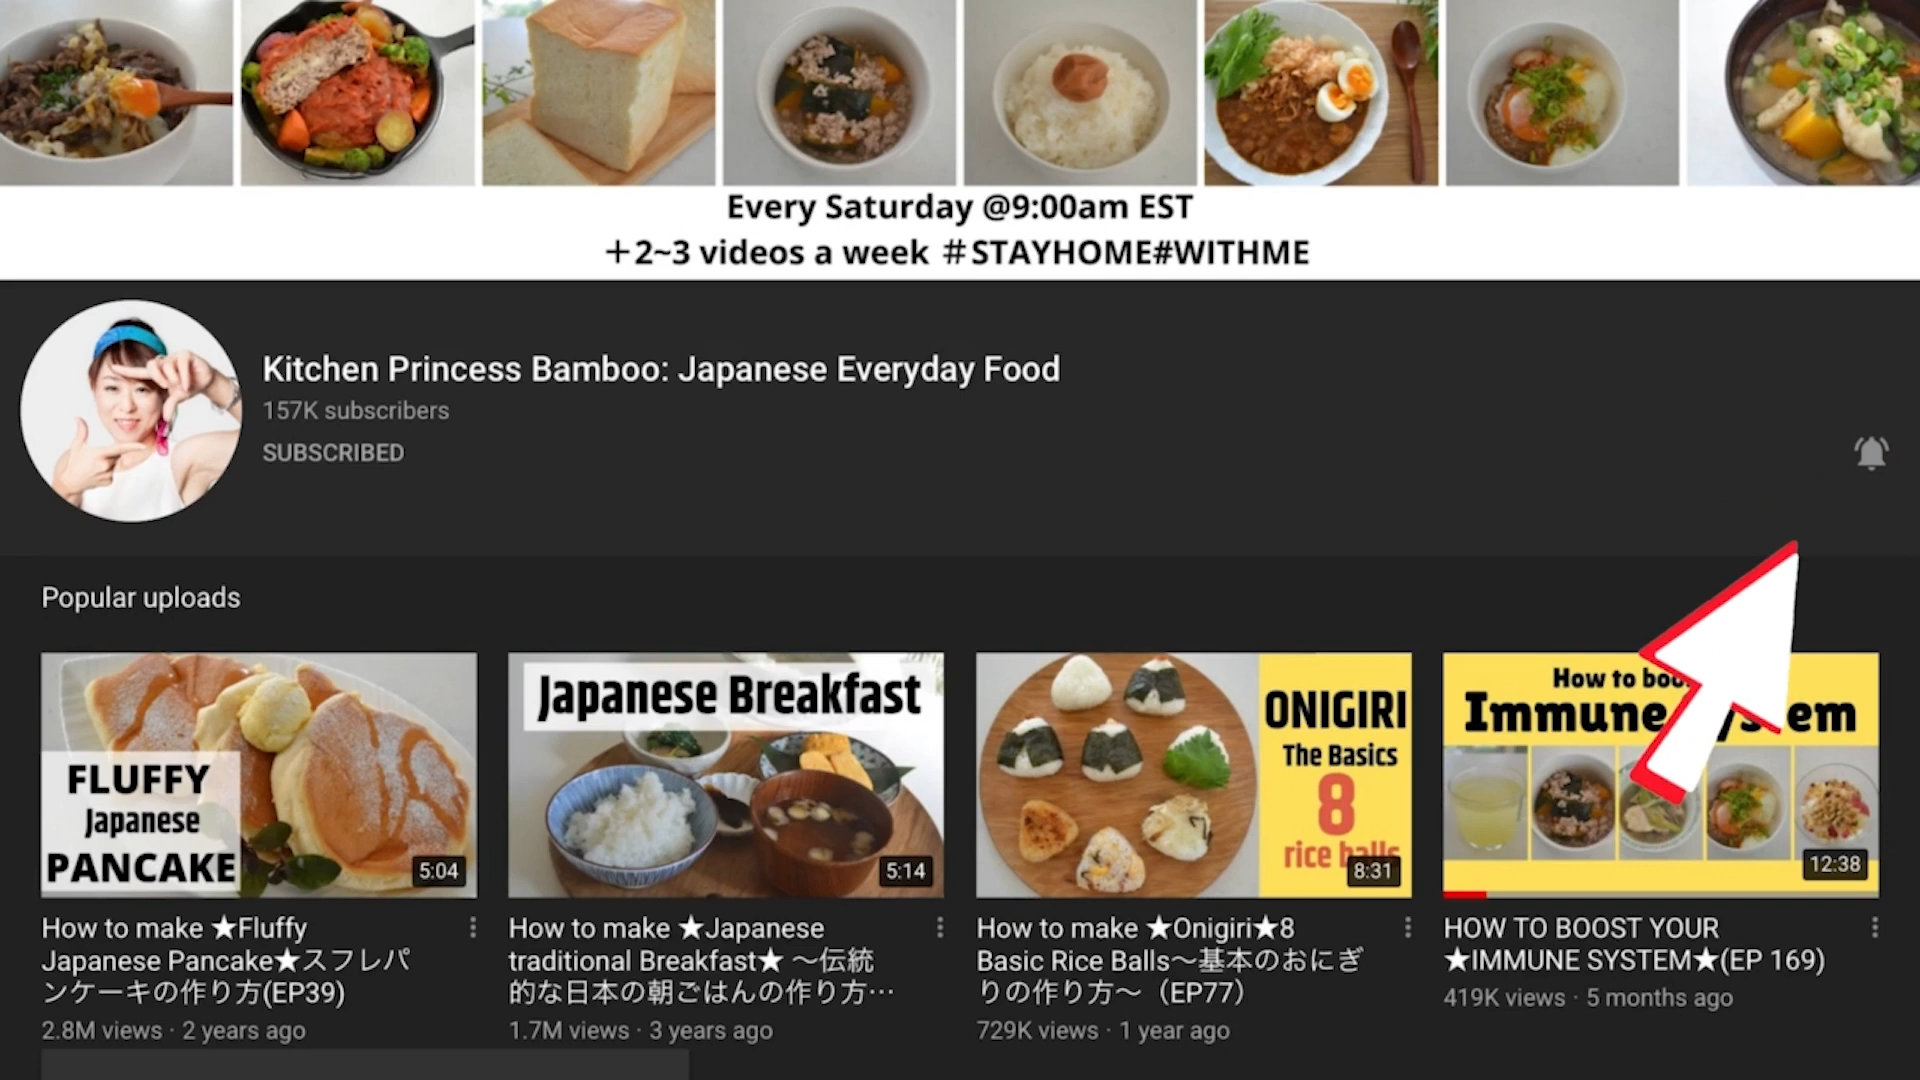 Every Saturday @9:00am EST
＋2~3 videos a week ＃STAYHOME#WITHME
Kitchen Princess Bamboo: Japanese Everyday Food
157K subscribers
SUBSCRIBED
Popular uploads
FLUFFY
Japanese
PANCAKE
5:04
How to make ★Fluffy
Japanese Pancake★スフレパ
ンケーキの作り方(EP39)
2.8M views · 2 years ago
Japanese Breakfast
5:14
How to make ★Japanese
traditional Breakfast★ 〜伝統
的な日本の朝ごはんの作り方…
1.7M views · 3 years ago
ONIGIRI
The Basics
8
rice balls
8:31
How to make ★Onigiri★8
Basic Rice Balls〜基本のおにぎ
りの作り方〜（EP77）
729K views · 1 year ago
How to boo
Immune System
12:38
HOW TO BOOST YOUR
★IMMUNE SYSTEM★(EP 169)
419K views · 5 months ago